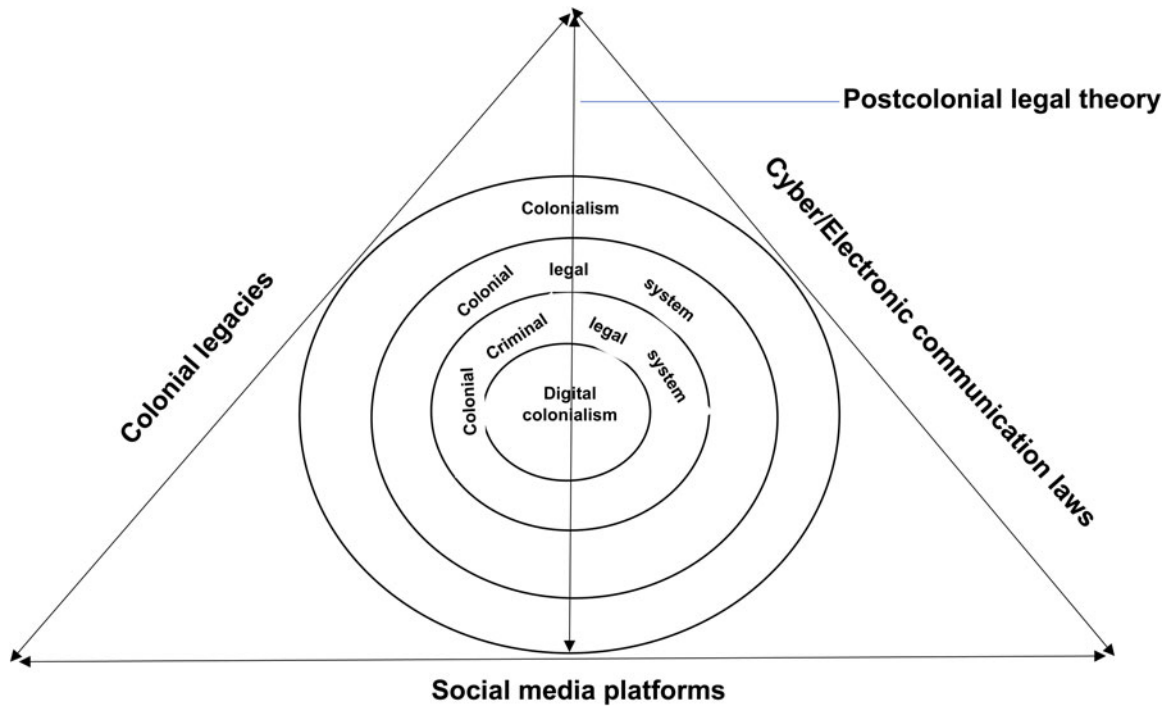 Postcolonial legal theory
Cyber/Electronic communication laws
Colonial legacies
Colonialism
Colonial legal system
Colonial Criminal legal system
Digital
colonialism
Social media platforms